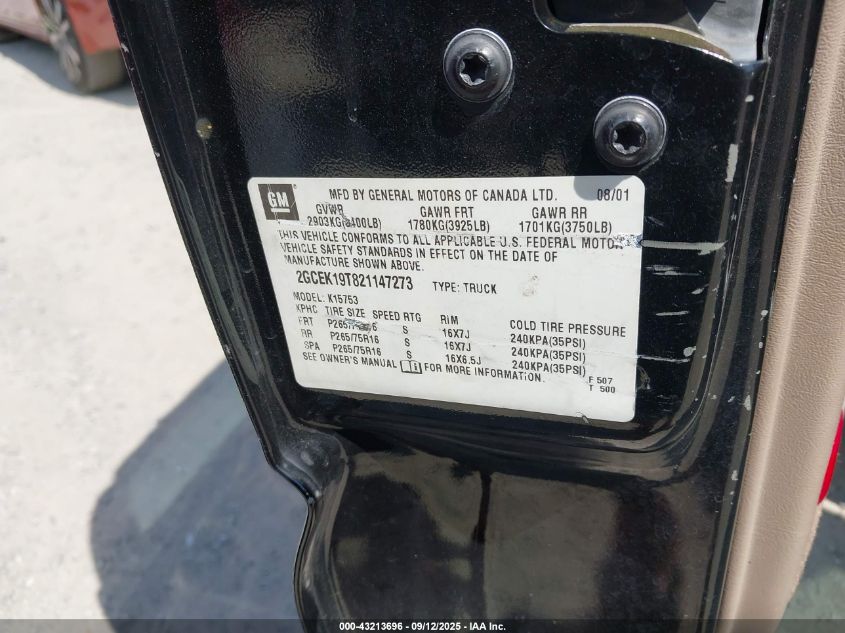 GM
MFD BY GENERAL MOTORS OF CANADA LTD. 08/01
GVWR GAWR FRT GAWR RR
2903KG(6400LB) 1780KG(3925LB) 1701KG(3750LB)
THIS VEHICLE CONFORMS TO ALL APPLICABLE U.S. FEDERAL MOTOR
VEHICLE SAFETY STANDARDS IN EFFECT ON THE DATE OF
MANUFACTURE SHOWN ABOVE.
2GCEK19T821147273 TYPE: TRUCK
MODEL: K15753
KPHC TIRE SIZE SPEED RTG RIM COLD TIRE PRESSURE
FRT S 16X7J 240KPA(35PSI)
RR P265/75R16 S 16X7J 240KPA(35PSI)
SPA P265/75R16 S 16X6.5J 240KPA(35PSI)
SEE OWNER'S MANUAL FOR MORE INFORMATION.
F 507
T 500
000-43213696 - 09/12/2025 - IAA Inc.